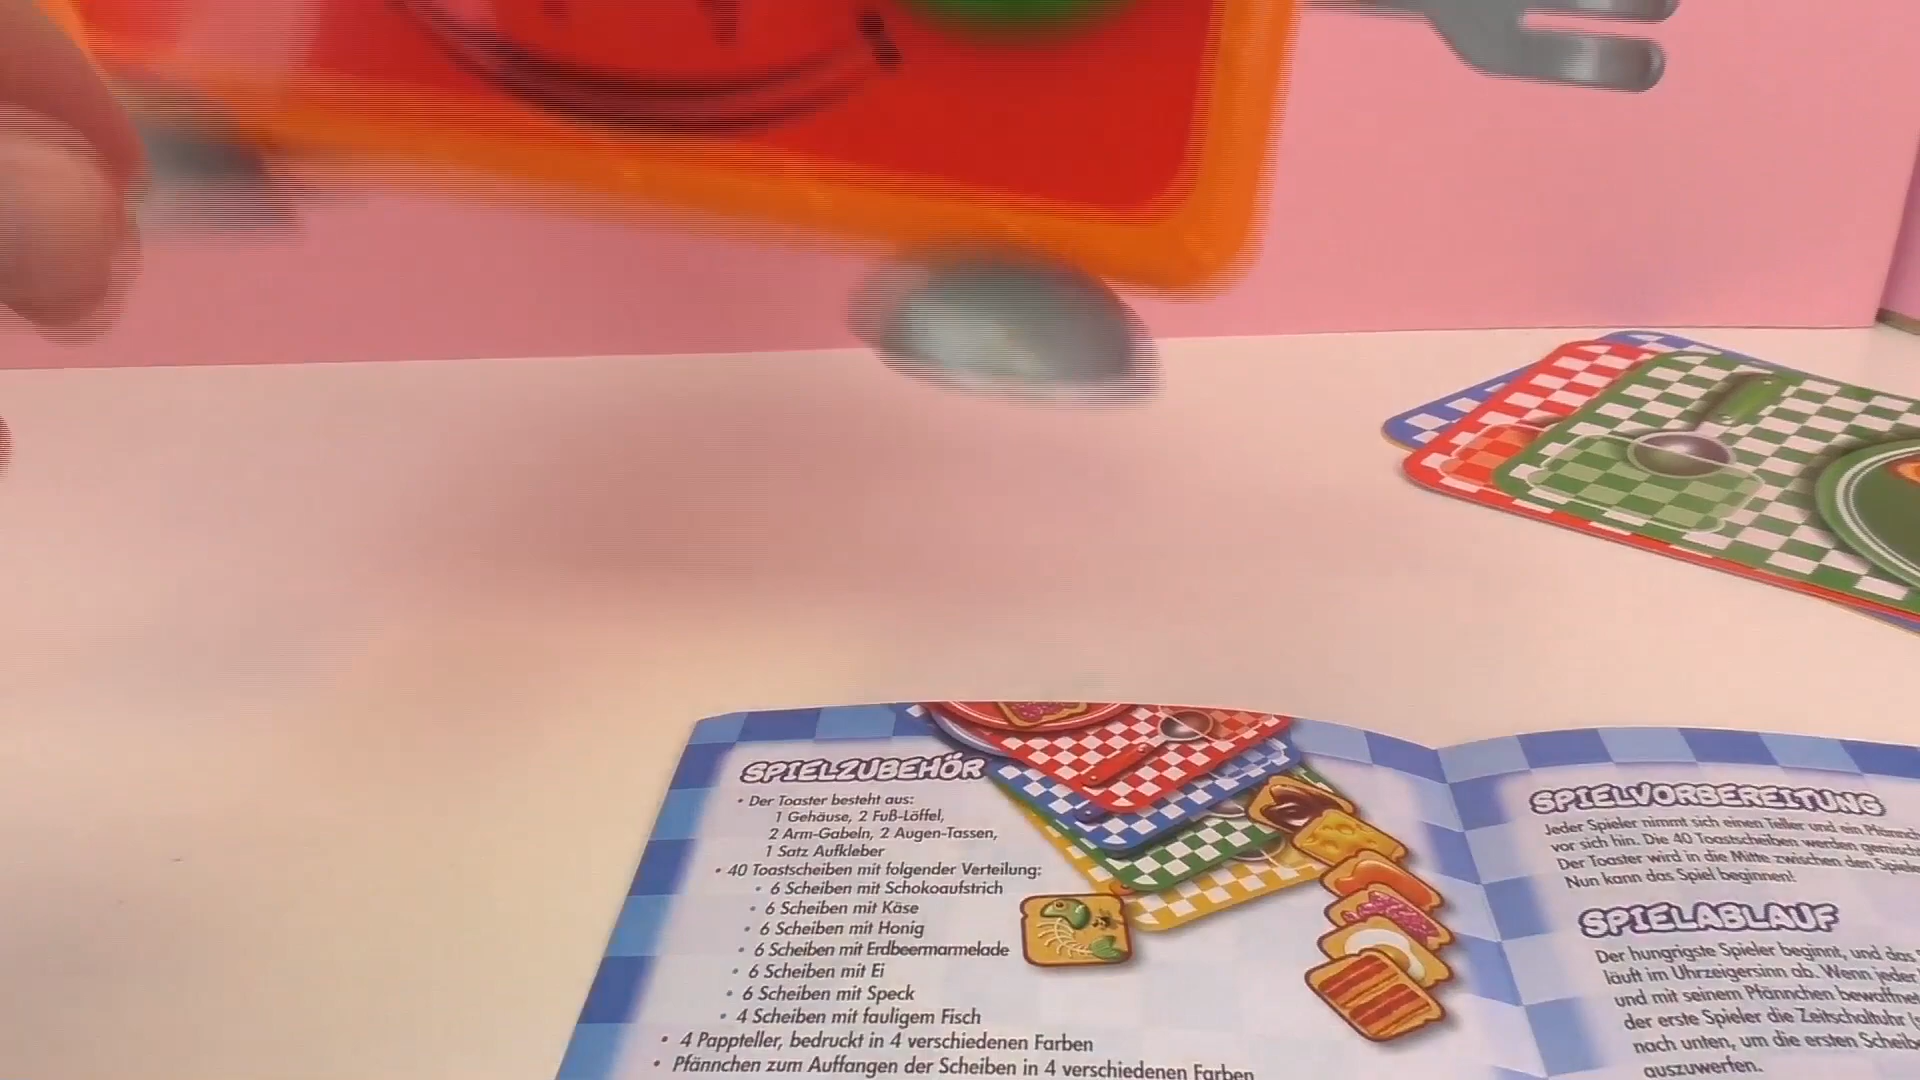 SPIELZUBEHÖR
• Der Toaster besteht aus:
1 Gehäuse, 2 Fuß-Löffel,
2 Arm-Gabeln, 2 Augen-Tassen,
1 Satz Aufkleber
• 40 Toastscheiben mit folgender Verteilung:
• 6 Scheiben mit Schokoaufstrich
• 6 Scheiben mit Käse
• 6 Scheiben mit Honig
• 6 Scheiben mit Erdbeermarmelade
• 6 Scheiben mit Ei
• 6 Scheiben mit Speck
• 4 Scheiben mit fauligem Fisch
• 4 Pappteller, bedruckt in 4 verschiedenen Farben
• Pfännchen zum Auffangen der Scheiben in 4 verschiedenen Farben
SPIELVORBEREITUNG
Jeder Spieler nimmt sich einen Teller und ein
vor sich hin. Die 40 Toastscheiben werden
Der Toaster wird in die Mitte zwischen den
Nun kann das Spiel beginnen!
SPIELABLAUF
Der hungrigste Spieler beginnt, und das
läuft im Uhrzeigersinn ab. Wenn jeder
und mit seinem Pfännchen
der erste Spieler die Zeitschaltuhr
nach unten, um die ersten
auszuwerfen.